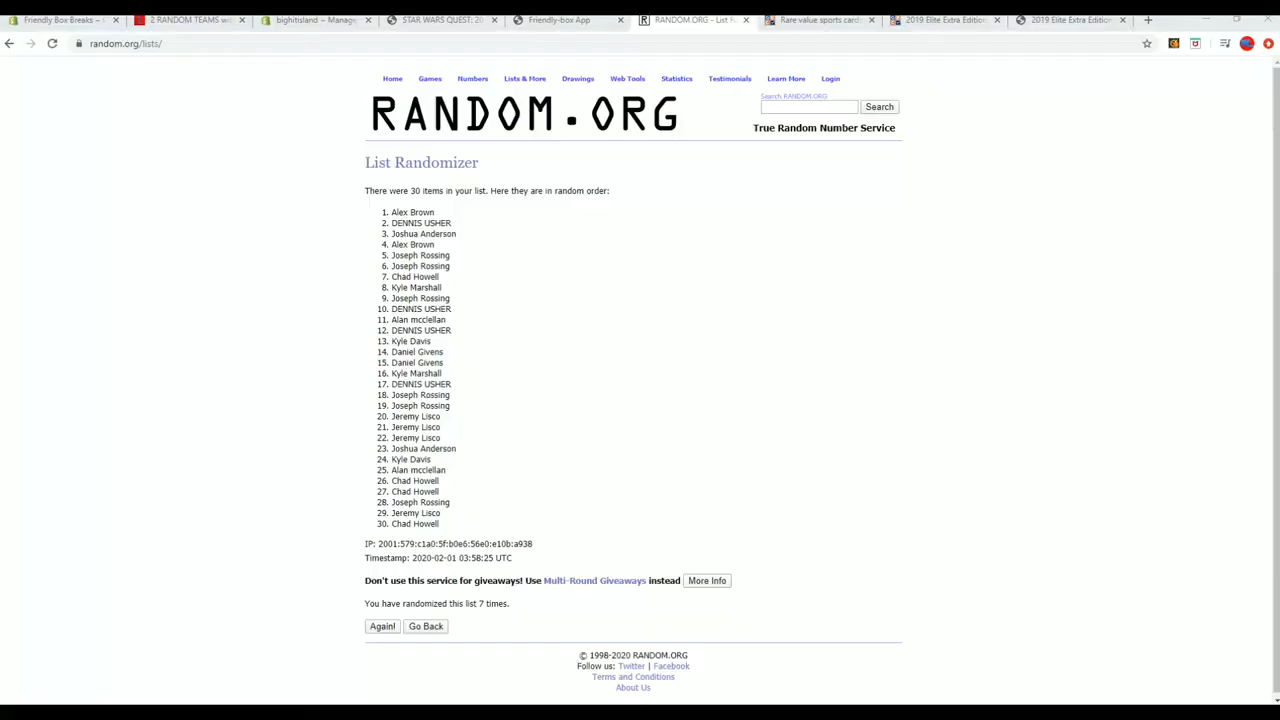 Friendly Box Breaks –
2 RANDOM TEAMS wi
bighitisland ~ Manage
STAR WARS QUEST: 20
Friendly-box App
RANDOM.ORG - List R
Rare value sports card
2019 Elite Extra Edition
2019 Elite Extra Edition
random.org/lists/
Home Games Numbers Lists & More Drawings Web Tools Statistics Testimonials Learn More Login
RANDOM.ORG
Search RANDOM.ORG
Search
True Random Number Service
List Randomizer
There were 30 items in your list. Here they are in random order:
1. Alex Brown
2. DENNIS USHER
3. Joshua Anderson
4. Alex Brown
5. Joseph Rossing
6. Joseph Rossing
7. Chad Howell
8. Kyle Marshall
9. Joseph Rossing
10. DENNIS USHER
11. Alan mcclellan
12. DENNIS USHER
13. Kyle Davis
14. Daniel Givens
15. Daniel Givens
16. Kyle Marshall
17. DENNIS USHER
18. Joseph Rossing
19. Joseph Rossing
20. Jeremy Lisco
21. Jeremy Lisco
22. Jeremy Lisco
23. Joshua Anderson
24. Kyle Davis
25. Alan mcclellan
26. Chad Howell
27. Chad Howell
28. Joseph Rossing
29. Jeremy Lisco
30. Chad Howell
IP: 2001:579:c1a0:5f:b0e6:56e0:e10b:a938
Timestamp: 2020-02-01 03:58:25 UTC
Don't use this service for giveaways! Use Multi-Round Giveaways instead More Info
You have randomized this list 7 times.
Again! Go Back
© 1998-2020 RANDOM.ORG
Follow us: Twitter | Facebook
Terms and Conditions
About Us